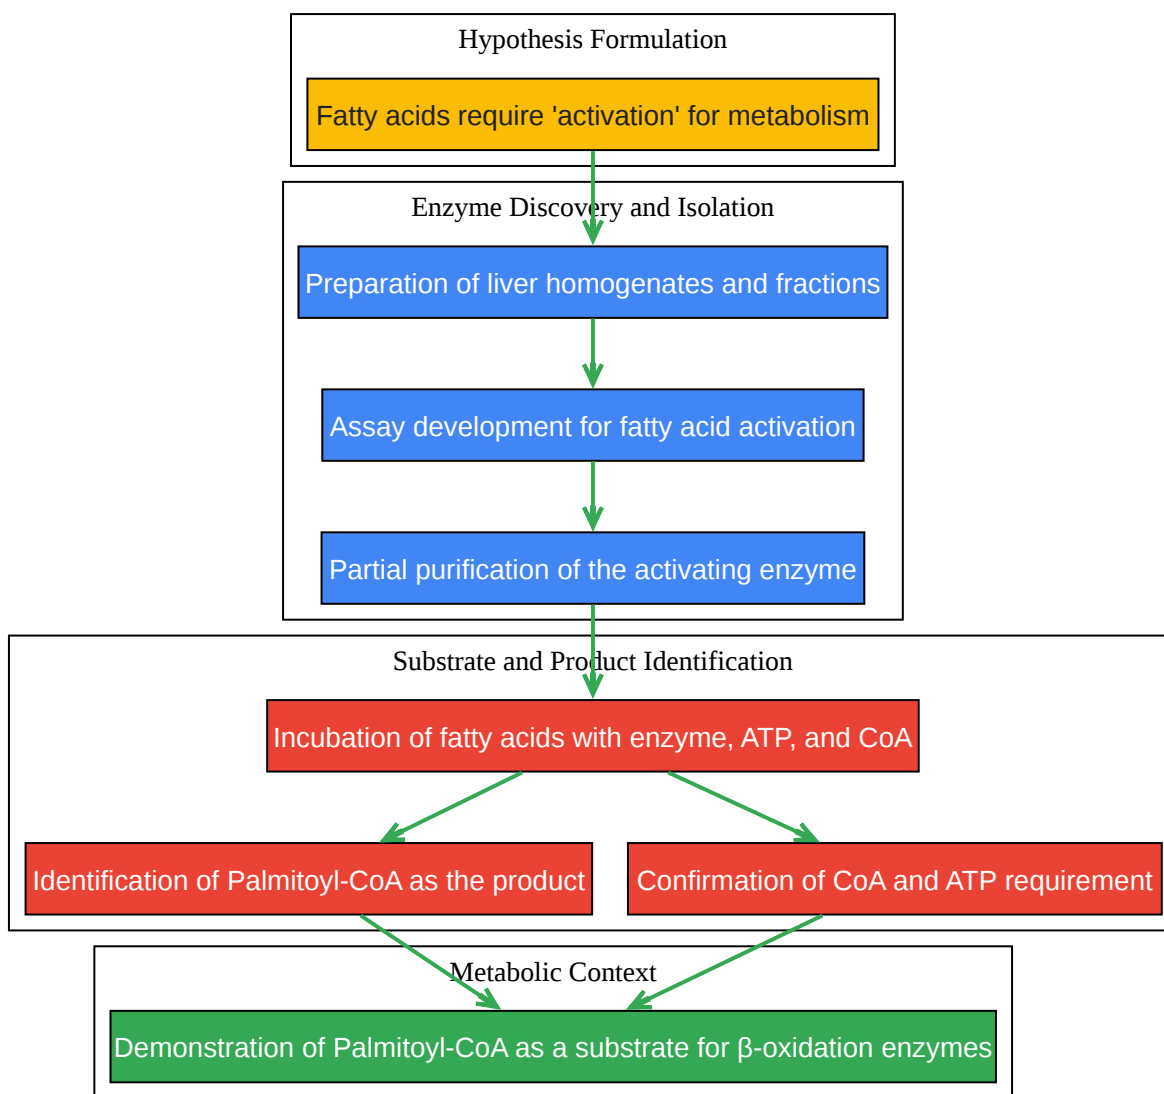 Hypothesis Formulation
Fatty acids require 'activation' for metabolism
Enzyme Discovery and Isolation
Preparation of liver homogenates and fractions
Assay development for fatty acid activation
Partial purification of the activating enzyme
Substrate and Product Identification
Incubation of fatty acids with enzyme, ATP, and CoA
Identification of Palmitoyl-CoA as the product
Confirmation of CoA and ATP requirement
Metabolic Context
Demonstration of Palmitoyl-CoA as a substrate for β-oxidation enzymes